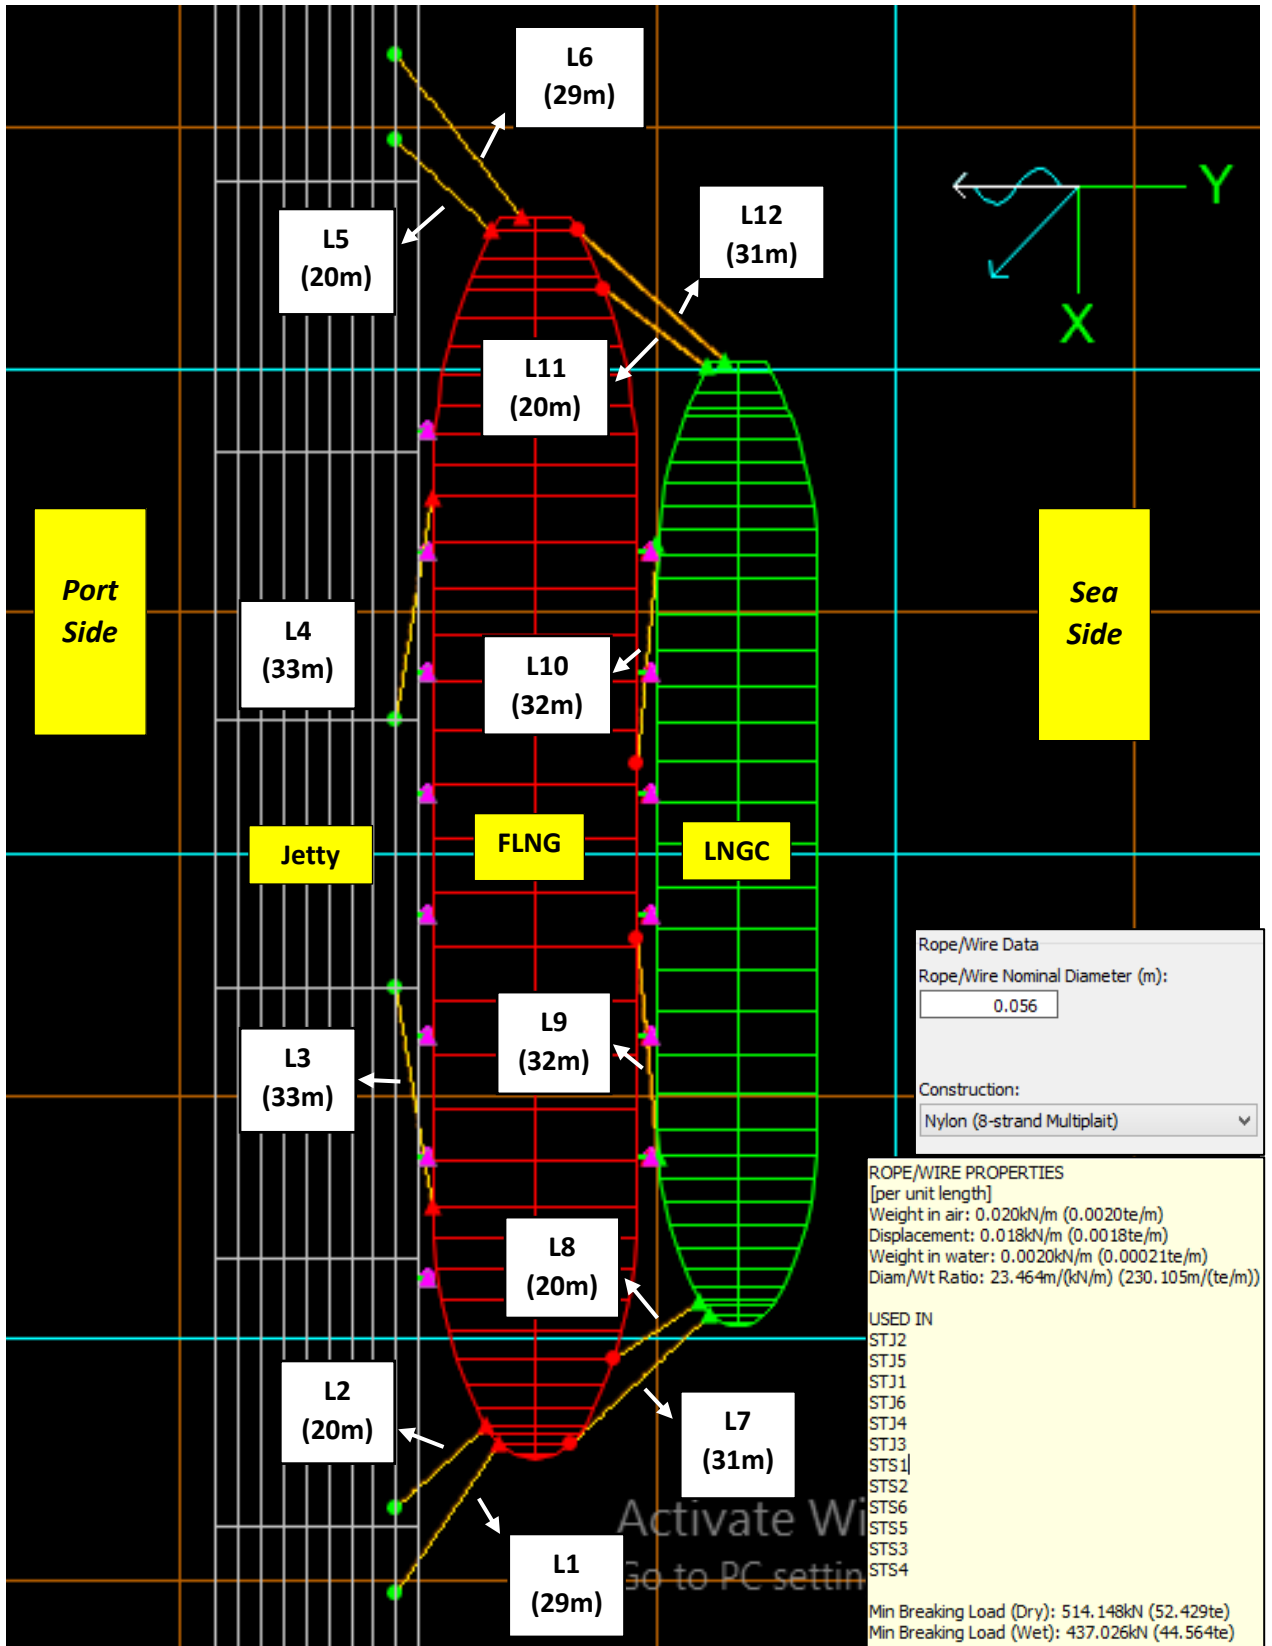 L6
(29m)
L12
(31m)
Y
X
L5
(20m)
L11
(20m)
Port
Side
Sea
Side
L4
(33m)
L10
(32m)
Jetty
FLNG
LNGC
L3
(33m)
L9
(32m)
L8
(20m)
L2
(20m)
L7
(31m)
L1
(29m)
Rope/Wire Data
Rope/Wire Nominal Diameter (m):
0.056
Construction:
Nylon (8-strand Multiplait)
ROPE/WIRE PROPERTIES
[per unit length]
Weight in air: 0.020kN/m (0.0020te/m)
Displacement: 0.018kN/m (0.0018te/m)
Weight in water: 0.0020kN/m (0.00021te/m)
Diam/Wt Ratio: 23.464m/(kN/m) (230.105m/(te/m))
USED IN
STJ2
STJ5
STJ1
STJ6
STJ4
STJ3
STS1
STS2
STS6
STS5
STS3
STS4
Min Breaking Load (Dry): 514.148kN (52.429te)
Min Breaking Load (Wet): 437.026kN (44.564te)
Activate Wi
Go to PC settin